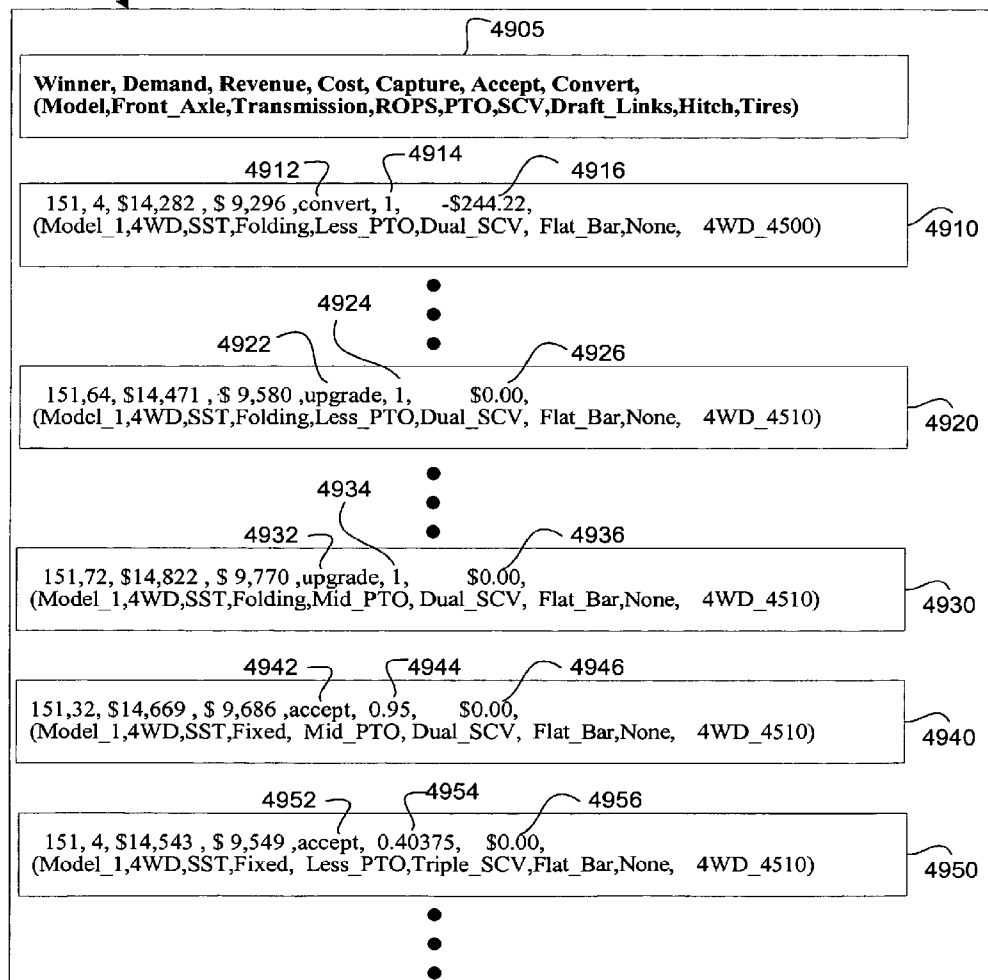 4905
Winner, Demand, Revenue, Cost, Capture, Accept, Convert,
(Model,Front_Axle,Transmission,ROPS,PTO,SCV,Draft_Links,Hitch,Tires)
4912 4914 4916
151, 4, $14,282 , $ 9,296 ,convert, 1, -$244.22,
(Model_1,4WD,SST,Folding,Less_PTO,Dual_SCV, Flat_Bar,None, 4WD_4500)
4910
4924
4922 4926
151,64, $14,471 , $ 9,580 ,upgrade, 1, $0.00,
(Model_1,4WD,SST,Folding,Less_PTO,Dual_SCV, Flat_Bar,None, 4WD_4510)
4920
4934
4932 4936
151,72, $14,822 , $ 9,770 ,upgrade, 1, $0.00,
(Model_1,4WD,SST,Folding,Mid_PTO, Dual_SCV, Flat_Bar,None, 4WD_4510)
4930
4942 4944 4946
151,32, $14,669 , $ 9,686 ,accept, 0.95, $0.00,
(Model_1,4WD,SST,Fixed, Mid_PTO, Dual_SCV, Flat_Bar,None, 4WD_4510)
4940
4952 4954 4956
151, 4, $14,543 , $ 9,549 ,accept, 0.40375, $0.00,
(Model_1,4WD,SST,Fixed, Less_PTO,Triple_SCV,Flat_Bar,None, 4WD_4510)
4950